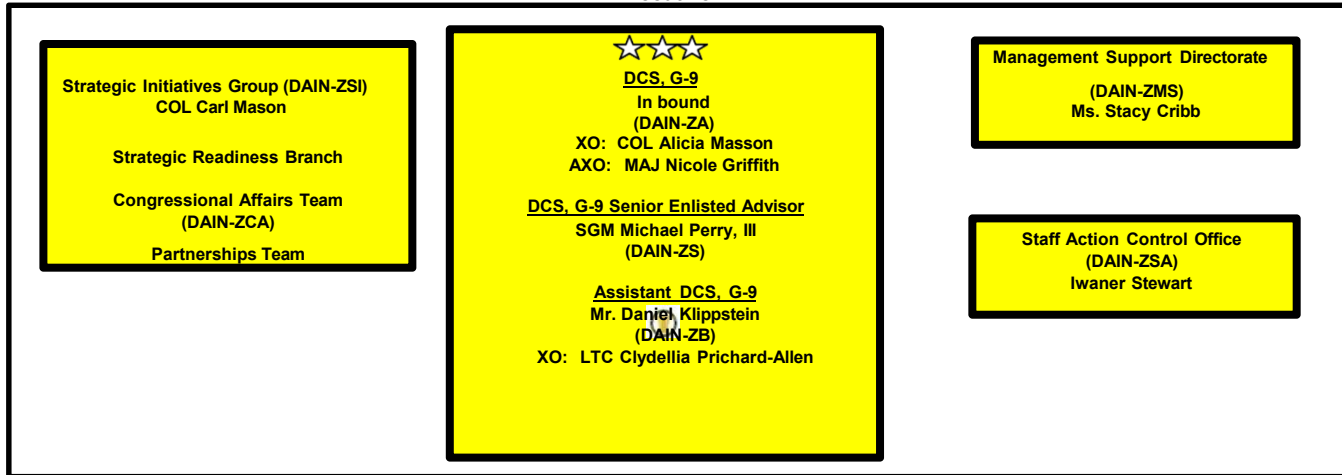 Strategic Initiatives Group (DAIN-ZSI)
COL Carl Mason
Strategic Readiness Branch
Congressional Affairs Team
(DAIN-ZCA)
Partnerships Team
DCS, G-9
In bound
(DAIN-ZA)
XO: COL Alicia Masson
AXO: MAJ Nicole Griffith
DCS, G-9 Senior Enlisted Advisor
SGM Michael Perry, III
(DAIN-ZS)
Assistant DCS, G-9
Mr. Daniel Klippstein
(DAIN-ZB)
XO: LTC Clydellia Prichard-Allen
Management Support Directorate
(DAIN-ZMS)
Ms. Stacy Cribb
Staff Action Control Office
(DAIN-ZSA)
Iwaner Stewart